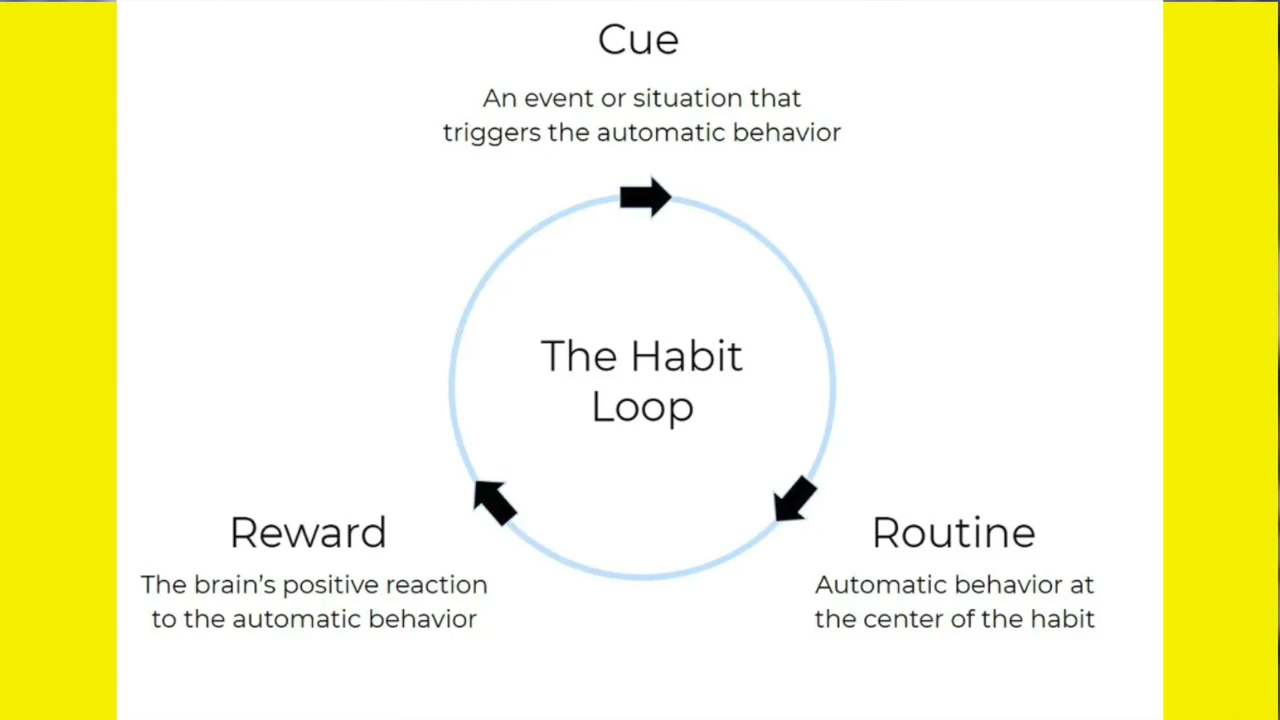 Cue
An event or situation that
triggers the automatic behavior
The Habit
Loop
Reward
The brain's positive reaction
to the automatic behavior
Routine
Automatic behavior at
the center of the habit